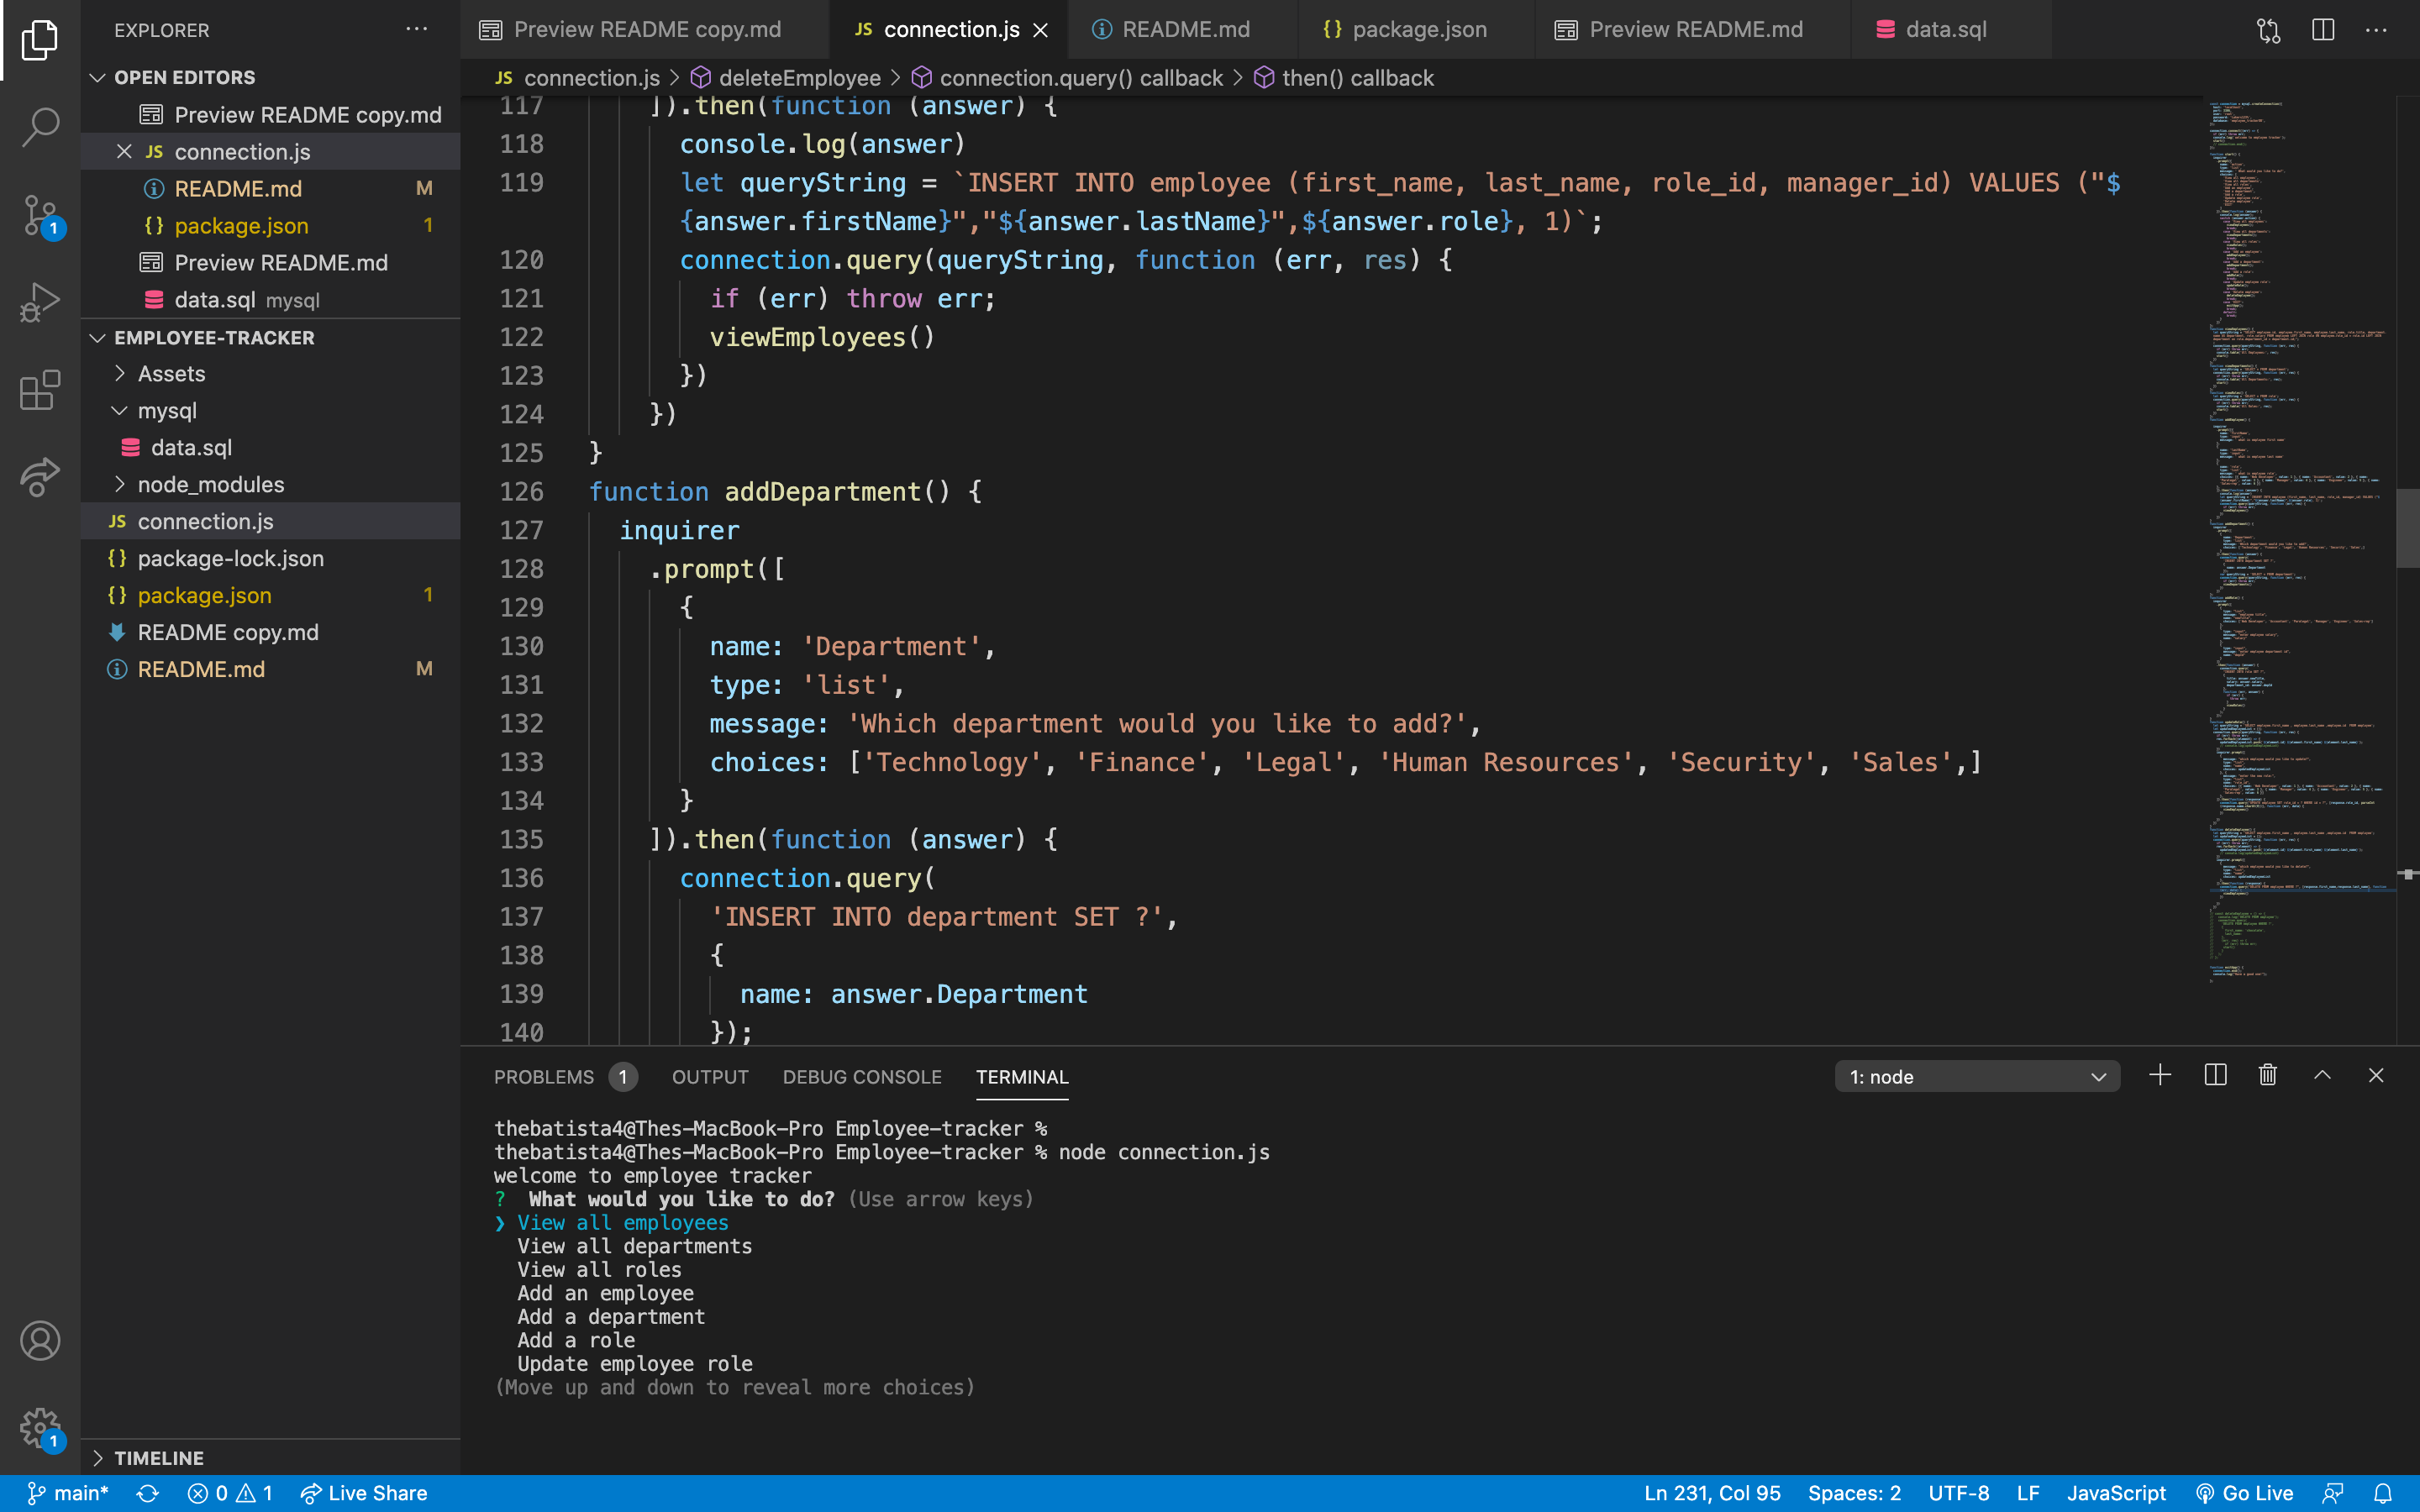 EXPLORER
OPEN EDITORS
Preview README copy.md
JS connection.js
README.md M
{} package.json 1
Preview README.md
data.sql mysql
EMPLOYEE-TRACKER
Assets
mysql
data.sql
node_modules
JS connection.js
{} package-lock.json
{} package.json 1
README copy.md
README.md M
TIMELINE
1
1
Preview README copy.md JS connection.js README.md {} package.json Preview README.md data.sql
JS connection.js > deleteEmployee > connection.query() callback > then() callback
117 ]).then(function (answer) {
118 console.log(answer)
119 let queryString = `INSERT INTO employee (first_name, last_name, role_id, manager_id) VALUES ("$
{answer.firstName}","${answer.lastName}",${answer.role}, 1)`;
120 connection.query(queryString, function (err, res) {
121 if (err) throw err;
122 viewEmployees()
123 })
124 })
125 }
126 function addDepartment() {
127 inquirer
128 .prompt([
129 {
130 name: 'Department',
131 type: 'list',
132 message: 'Which department would you like to add?',
133 choices: ['Technology', 'Finance', 'Legal', 'Human Resources', 'Security', 'Sales',]
134 }
135 ]).then(function (answer) {
136 connection.query(
137 'INSERT INTO department SET ?',
138 {
139 name: answer.Department
140 });
PROBLEMS 1 OUTPUT DEBUG CONSOLE TERMINAL 1: node
thebatista4@Thes-MacBook-Pro Employee-tracker %
thebatista4@Thes-MacBook-Pro Employee-tracker % node connection.js
welcome to employee tracker
? What would you like to do? (Use arrow keys)
❯ View all employees
View all departments
View all roles
Add an employee
Add a department
Add a role
Update employee role
(Move up and down to reveal more choices)
main* 0 1 Live Share Ln 231, Col 95 Spaces: 2 UTF-8 LF JavaScript Go Live